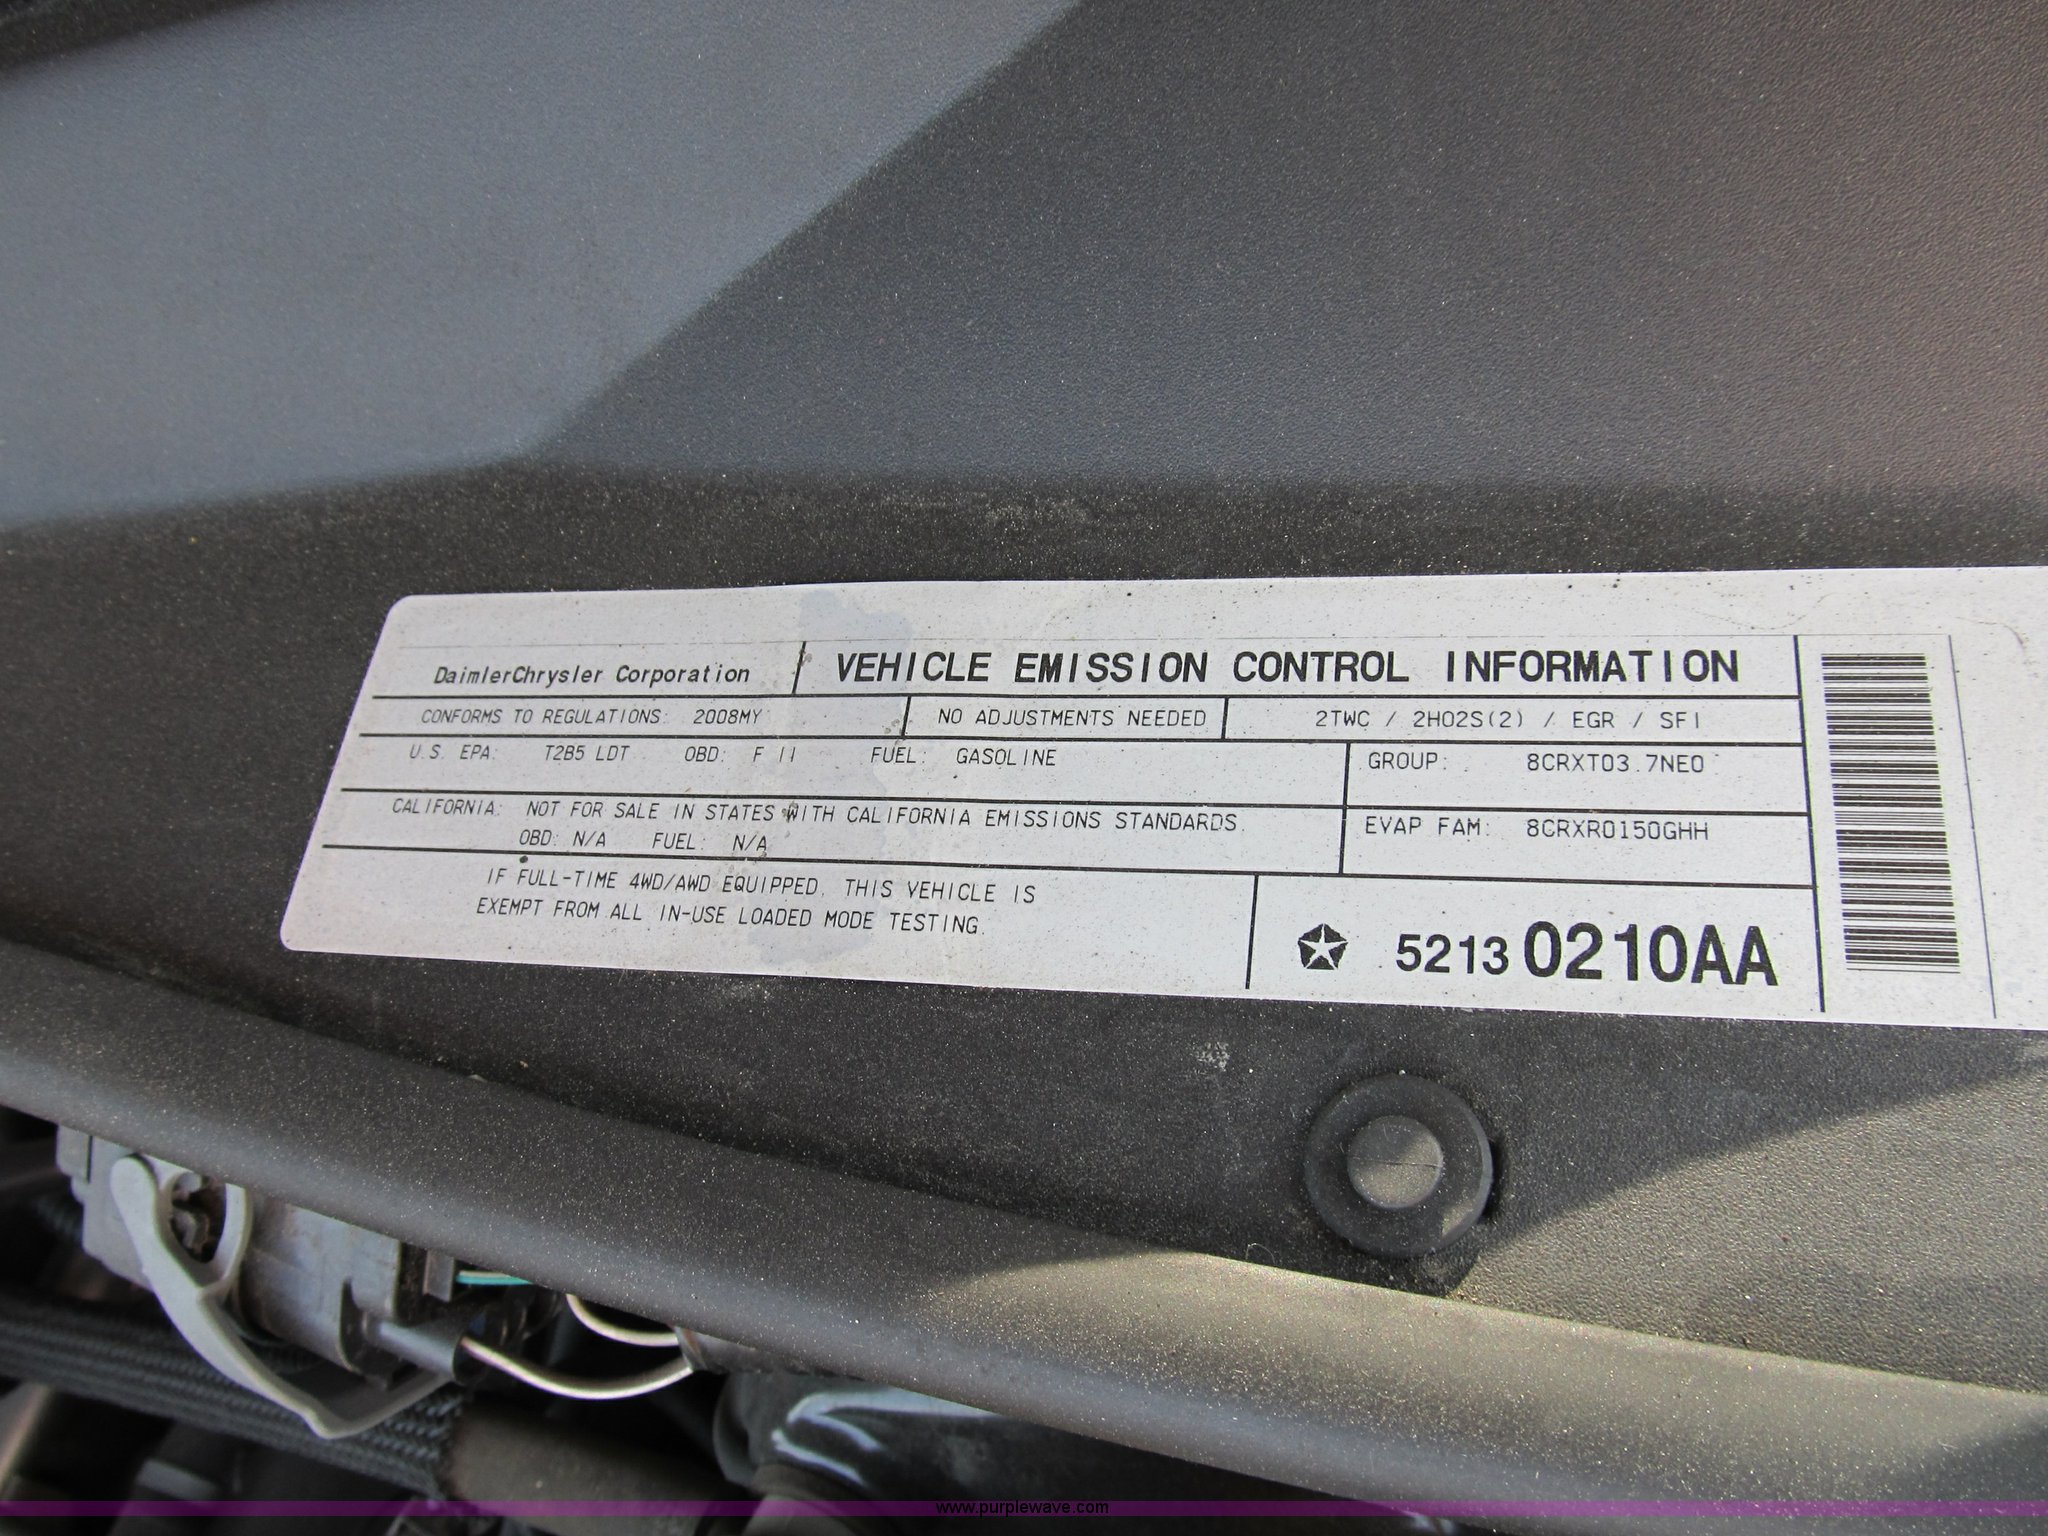 DaimlerChrysler Corporation VEHICLE EMISSION CONTROL INFORMATION
CONFORMS TO REGULATIONS: 2008MY NO ADJUSTMENTS NEEDED 2TWC / 2HO2S(2) / EGR / SFI
U.S. EPA: T2B5 LDT OBD: F II FUEL: GASOLINE GROUP: 8CRXT03.7NE0
CALIFORNIA: NOT FOR SALE IN STATES WITH CALIFORNIA EMISSIONS STANDARDS.
OBD: N/A FUEL: N/A EVAP FAM: 8CRXR0150GHH
IF FULL-TIME 4WD/AWD EQUIPPED, THIS VEHICLE IS
EXEMPT FROM ALL IN-USE LOADED MODE TESTING.
5213 0210AA
www.purplewave.com